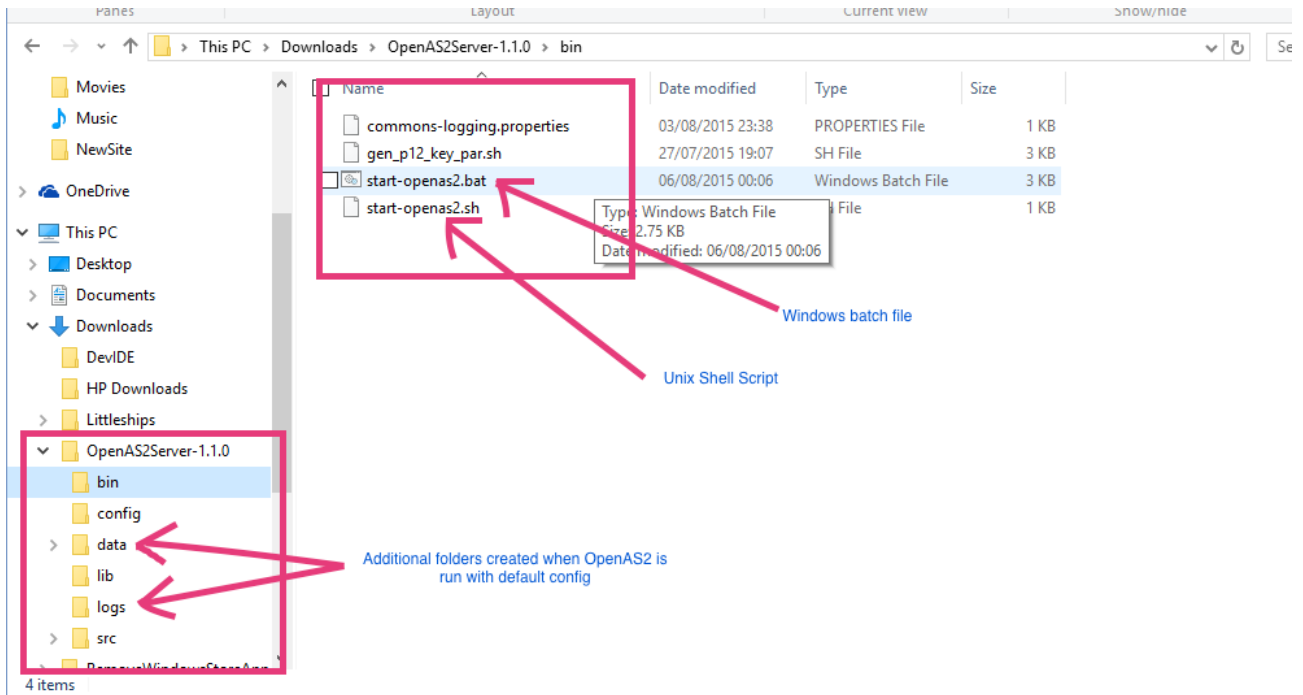 Panes
Layout
Current view
Show/hide
This PC > Downloads > OpenAS2Server-1.1.0 > bin
Se
Movies
Music
NewSite
OneDrive
This PC
Desktop
Documents
Downloads
DevIDE
HP Downloads
Littleships
OpenAS2Server-1.1.0
bin
config
data
lib
logs
src
RemoveWindowsStoreApp
4 items
Name Date modified Type Size
commons-logging.properties 03/08/2015 23:38 PROPERTIES File 1 KB
gen_p12_key_par.sh 27/07/2015 19:07 SH File 3 KB
start-openas2.bat 06/08/2015 00:06 Windows Batch File 3 KB
start-openas2.sh File 1 KB
Type: Windows Batch File
Size: 2.75 KB
Date modified: 06/08/2015 00:06
Windows batch file
Unix Shell Script
Additional folders created when OpenAS2 is
run with default config